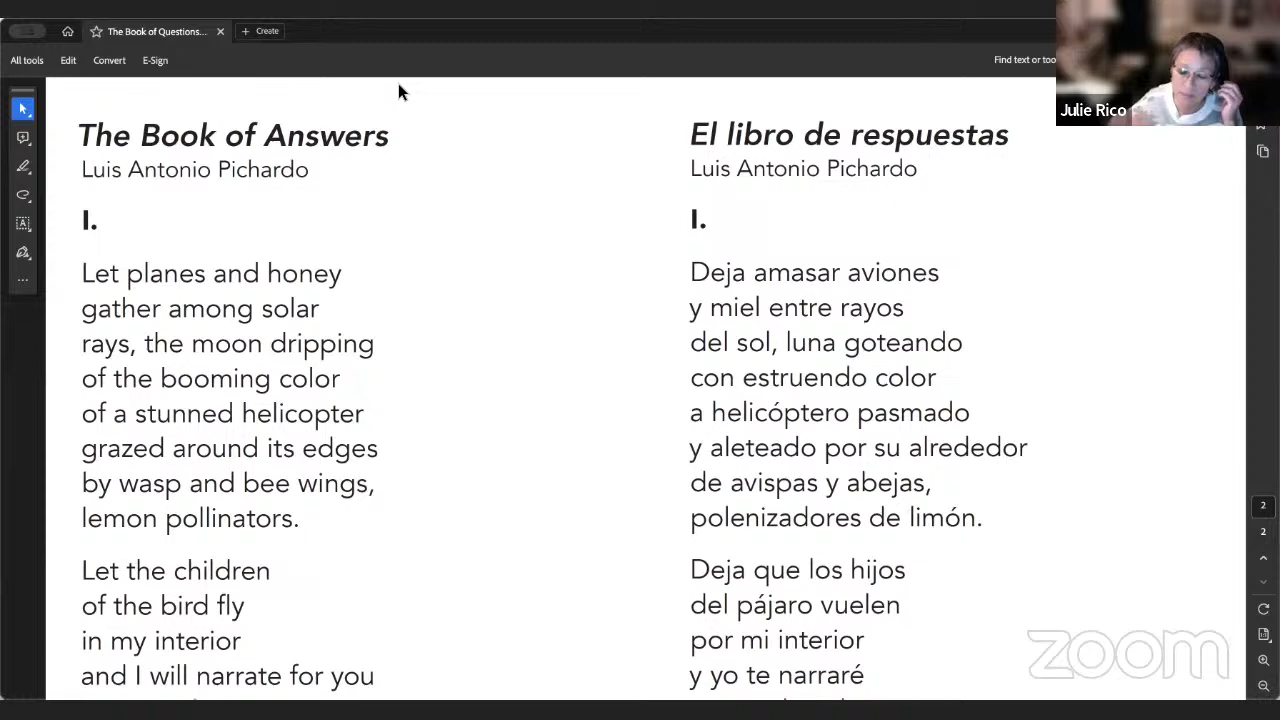 The Book of Questions...
Create
All tools
Edit
Convert
E-Sign
Find text or too
Julie Rico
The Book of Answers
Luis Antonio Pichardo
I.
Let planes and honey
gather among solar
rays, the moon dripping
of the booming color
of a stunned helicopter
grazed around its edges
by wasp and bee wings,
lemon pollinators.
Let the children
of the bird fly
in my interior
and I will narrate for you
El libro de respuestas
Luis Antonio Pichardo
I.
Deja amasar aviones
y miel entre rayos
del sol, luna goteando
con estruendo color
a helicóptero pasmado
y aleteado por su alrededor
de avispas y abejas,
polenizadores de limón.
Deja que los hijos
del pájaro vuelen
por mi interior
y yo te narraré
2
2
zoom